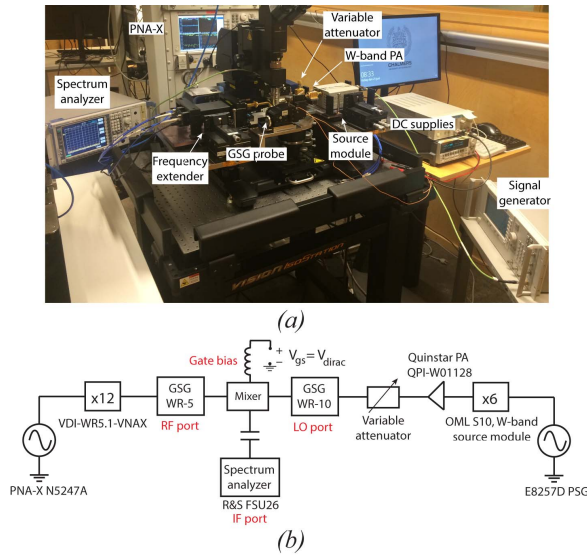 PNA-X
Variable
attenuator
W-band PA
Spectrum
analyzer
CHALMERS
DC supplies
Frequency
extender
GSG probe
Source
module
Signal
generator
VISION
(a)
Gate bias
+
−
Vgs = Vdirac
Quinstar PA
QPI-W01128
x12
GSG
WR-5
Mixer
GSG
WR-10
x6
VDI-WR5.1-VNAX
RF port
LO port
Variable
attenuator
OML S10, W-band
source module
Spectrum
analyzer
PNA-X N5247A
R&S FSU26
IF port
E8257D PSG
(b)